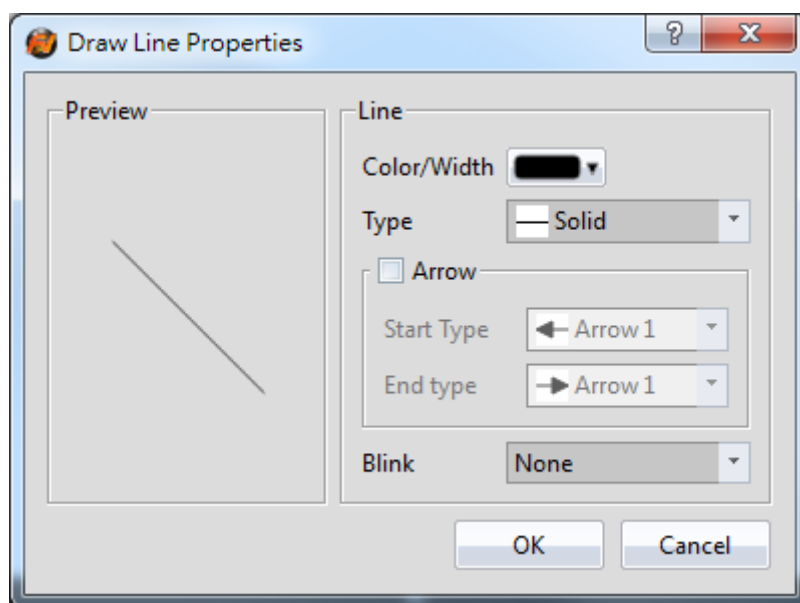 Draw Line Properties
?
Preview
Line
Color/Width
Type
Solid
Arrow
Start Type
Arrow 1
End type
Arrow 1
Blink
None
OK
Cancel